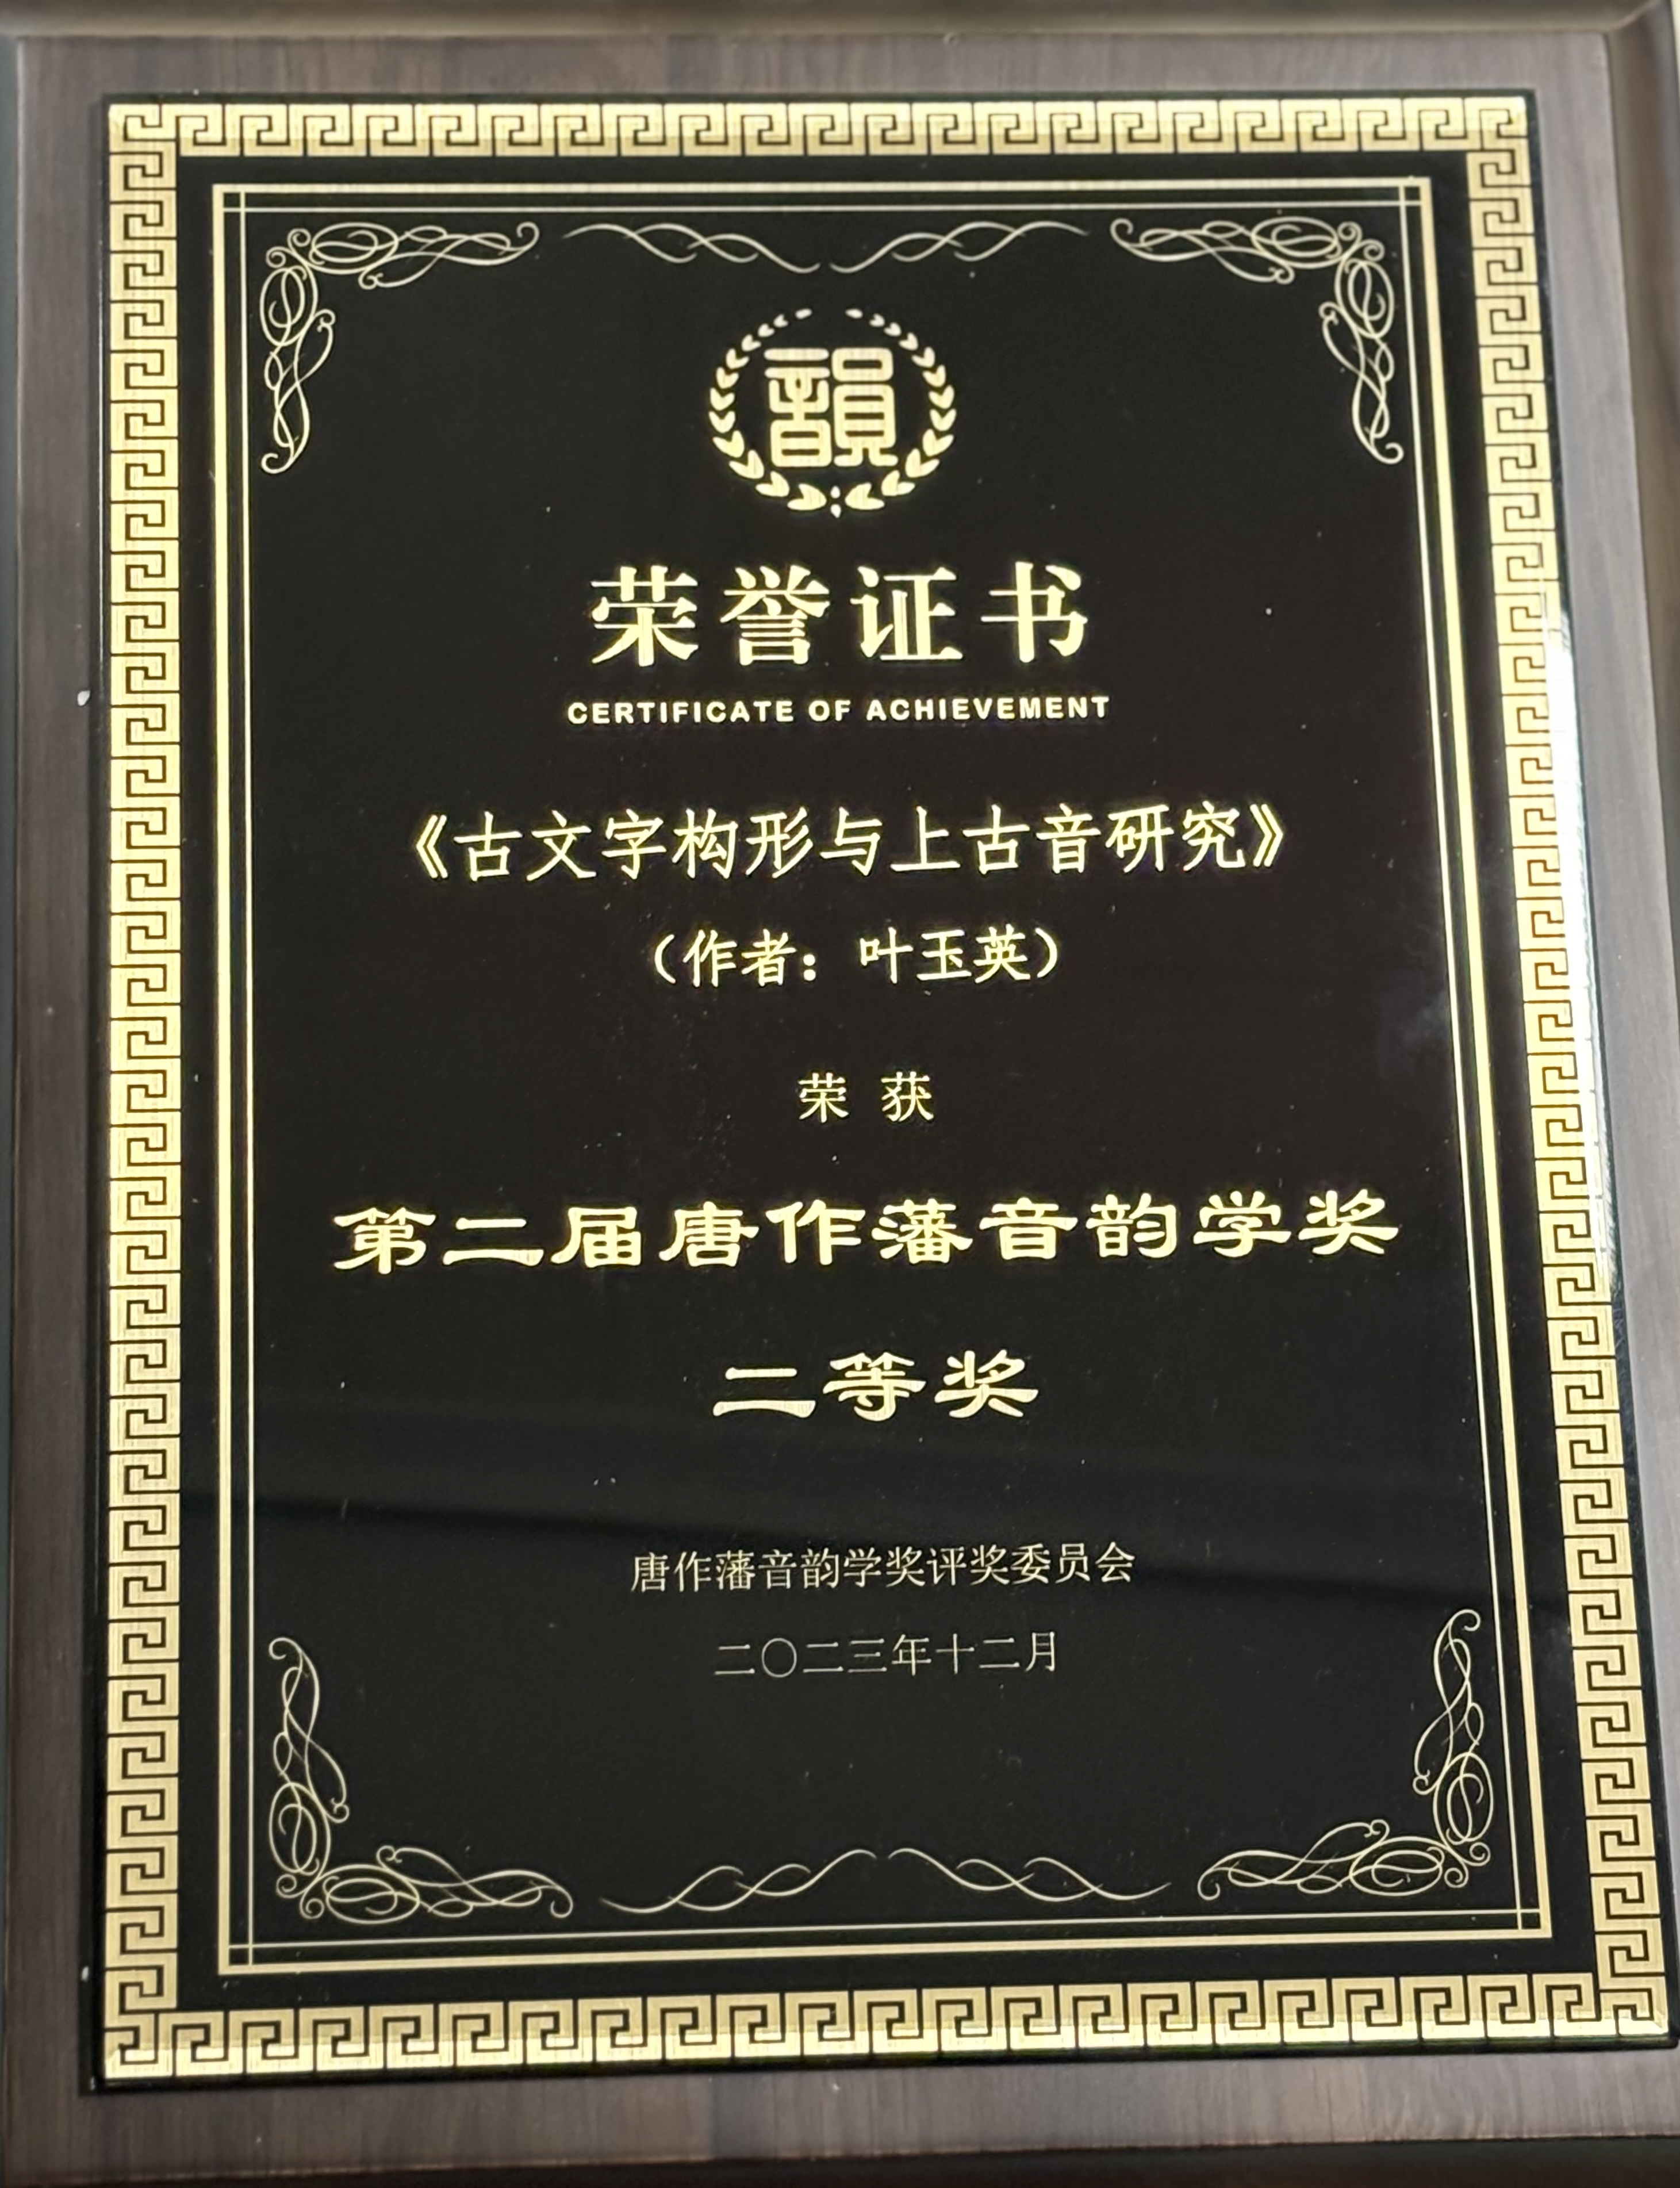 韻
荣誉证书
CERTIFICATE OF ACHIEVEMENT
《古文字构形与上古音研究》
（作者：叶玉英）
荣 获
第二届唐作藩音韵学奖
二等奖
唐作藩音韵学奖评奖委员会
二〇二三年十二月